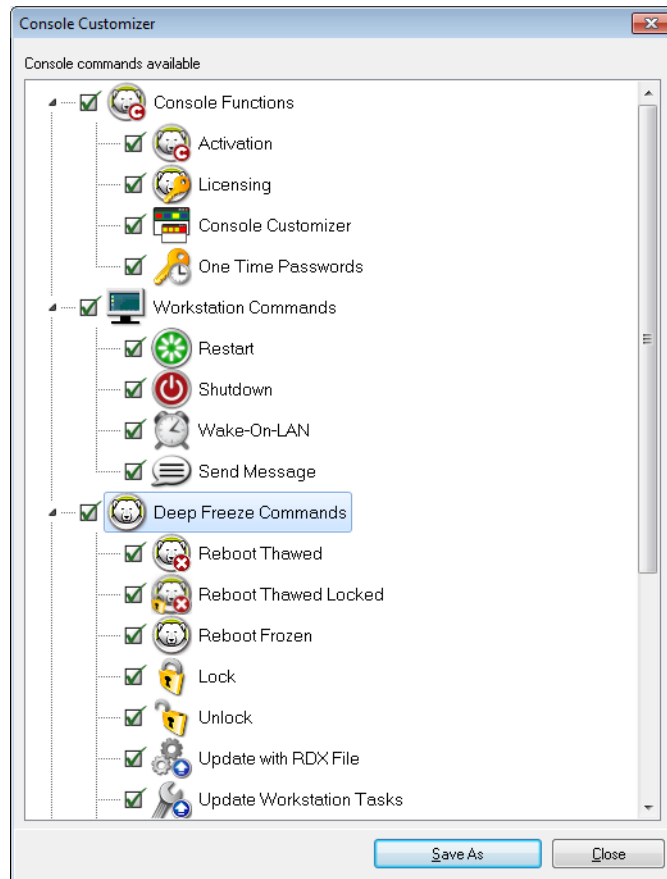 Console Customizer
Console commands available
Console Functions
Activation
Licensing
Console Customizer
One Time Passwords
Workstation Commands
Restart
Shutdown
Wake-On-LAN
Send Message
Deep Freeze Commands
Reboot Thawed
Reboot Thawed Locked
Reboot Frozen
Lock
Unlock
Update with RDX File
Update Workstation Tasks
Save As
Close